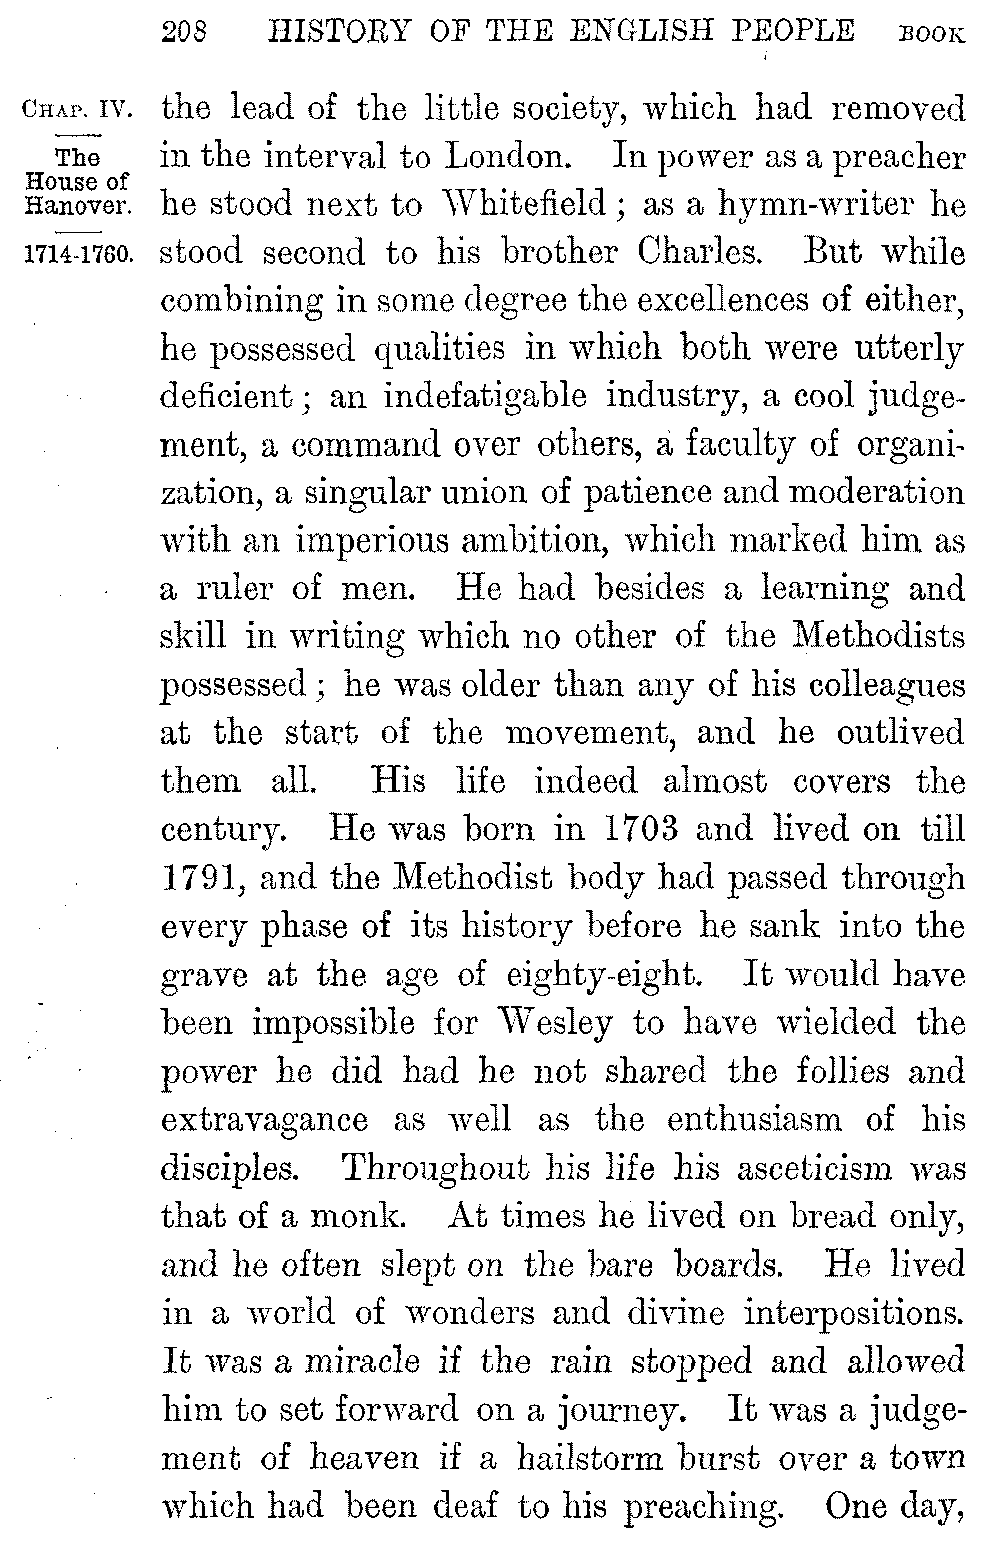 208 HISTORY OF THE ENGLISH PEOPLE BOOK
CHAP. IV.
The
House of
Hanover.
1714-1760.
the lead of the little society, which had removed
in the interval to London. In power as a preacher
he stood next to Whitefield; as a hymn-writer he
stood second to his brother Charles. But while
combining in some degree the excellences of either,
he possessed qualities in which both were utterly
deficient; an indefatigable industry, a cool judge-
ment, a command over others, a faculty of organi-
zation, a singular union of patience and moderation
with an imperious ambition, which marked him as
a ruler of men. He had besides a learning and
skill in writing which no other of the Methodists
possessed; he was older than any of his colleagues
at the start of the movement, and he outlived
them all. His life indeed almost covers the
century. He was born in 1703 and lived on till
1791, and the Methodist body had passed through
every phase of its history before he sank into the
grave at the age of eighty-eight. It would have
been impossible for Wesley to have wielded the
power he did had he not shared the follies and
extravagance as well as the enthusiasm of his
disciples. Throughout his life his asceticism was
that of a monk. At times he lived on bread only,
and he often slept on the bare boards. He lived
in a world of wonders and divine interpositions.
It was a miracle if the rain stopped and allowed
him to set forward on a journey. It was a judge-
ment of heaven if a hailstorm burst over a town
which had been deaf to his preaching. One day,